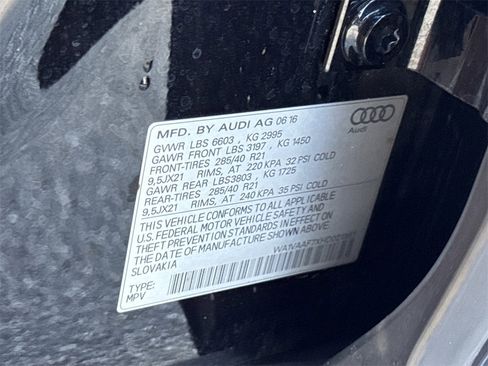 MFD. BY AUDI AG 06 16
GVWR LBS 6603 , KG 2995
GAWR FRONT LBS 3197 , KG 1450
FRONT-TIRES 285/40 R21
9,5JX21 RIMS, AT 220 KPA 32 PSI COLD
GAWR REAR LBS3803 , KG 1725
REAR-TIRES 285/40 R21
9,5JX21 RIMS, AT 240 KPA 35 PSI COLD
Audi
THIS VEHICLE CONFORMS TO ALL APPLICABLE
U.S. FEDERAL MOTOR VEHICLE SAFETY AND
THEFT PREVENTION STANDARDS IN EFFECT ON
THE DATE OF MANUFACTURE SHOWN ABOVE
SLOVAKIA
TYPE:
MPV